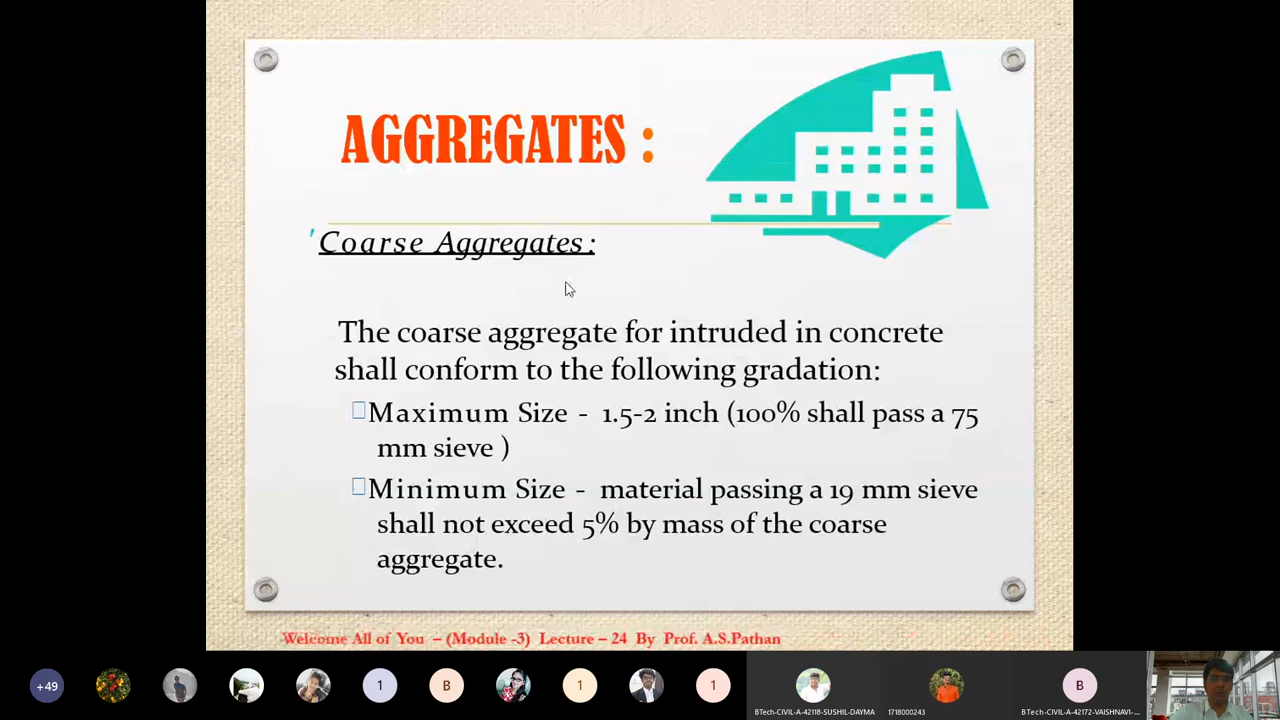 AGGREGATES :
Coarse Aggregates :
The coarse aggregate for intruded in concrete
shall conform to the following gradation:
Maximum Size - 1.5-2 inch (100% shall pass a 75
mm sieve )
Minimum Size - material passing a 19 mm sieve
shall not exceed 5% by mass of the coarse
aggregate.
Welcome All of You – (Module -3) Lecture – 24 By Prof. A.S.Pathan
+49
1
B
1
1
B
BTech-CIVIL-A-42118-SUSHIL-DAYMA
1718000243
BTech-CIVIL-A-42172-VAISHNAVI-...